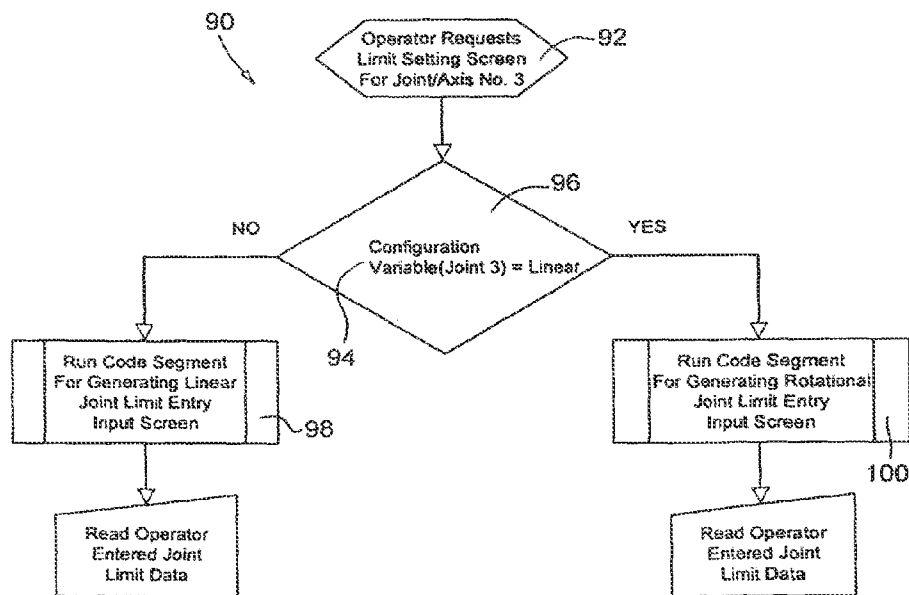 90
Operator Requests
Limit Setting Screen
For Joint/Axis No. 3
92
96
NO
YES
Configuration
Variable(Joint 3) = Linear
94
Run Code Segment
For Generating Linear
Joint Limit Entry
Input Screen
98
Run Code Segment
For Generating Rotational
Joint Limit Entry
Input Screen
100
Read Operator
Entered Joint
Limit Data
Read Operator
Entered Joint
Limit Data